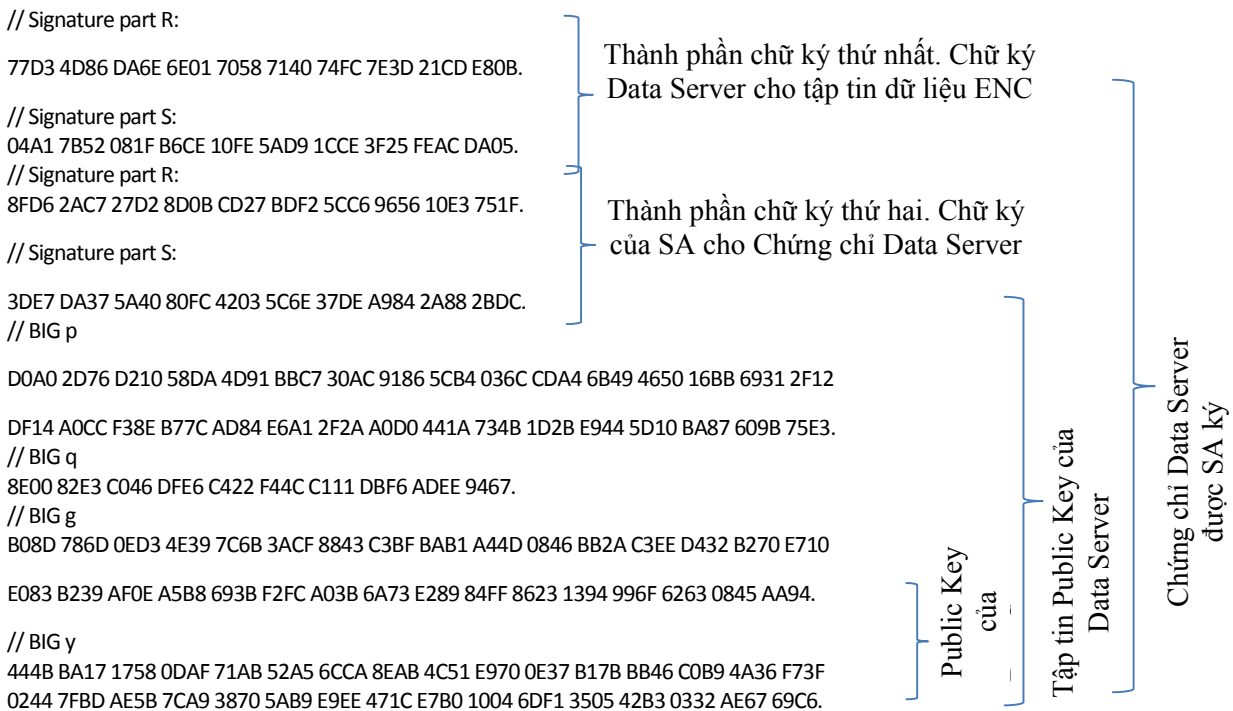 // Signature part R:
77D3 4D86 DA6E 6E01 7058 7140 74FC 7E3D 21CD E80B.
// Signature part S:
04A1 7B52 081F B6CE 10FE 5AD9 1CCE 3F25 FEAC DA05.
// Signature part R:
8FD6 2AC7 27D2 8D0B CD27 BDF2 5CC6 9656 10E3 751F.
// Signature part S:
3DE7 DA37 5A40 80FC 4203 5C6E 37DE A984 2A88 2BDC.
// BIG p
D0A0 2D76 D210 58DA 4D91 BBC7 30AC 9186 5CB4 036C CDA4 6B49 4650 16BB 6931 2F12
DF14 A0CC F38E B77C AD84 E6A1 2F2A A0D0 441A 734B 1D2B E944 5D10 BA87 609B 75E3.
// BIG q
8E00 82E3 C046 DFE6 C422 F44C C111 DBF6 ADEE 9467.
// BIG g
B08D 786D 0ED3 4E39 7C6B 3ACF 8843 C3BF BAB1 A44D 0846 BB2A C3EE D432 B270 E710
E083 B239 AF0E A5B8 693B F2FC A03B 6A73 E289 84FF 8623 1394 996F 6263 0845 AA94.
// BIG y
444B BA17 1758 0DAF 71AB 52A5 6CCA 8EAB 4C51 E970 0E37 B17B BB46 C0B9 4A36 F73F
0244 7FBD AE5B 7CA9 3870 5AB9 E9EE 471C E7B0 1004 6DF1 3505 42B3 0332 AE67 69C6.
Thành phần chữ ký thứ nhất. Chữ ký
Data Server cho tập tin dữ liệu ENC
Thành phần chữ ký thứ hai. Chữ ký
của SA cho Chứng chỉ Data Server
Public Key
của
Tập tin Public Key của
Data Server
Chứng chỉ Data Server
được SA ký